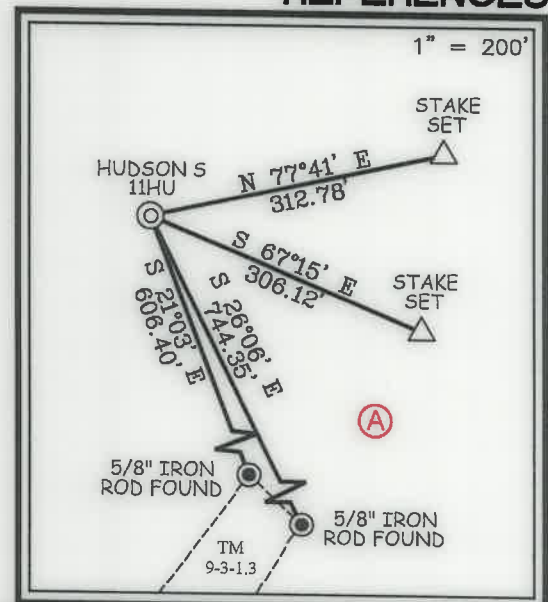 REFERENCES
1" = 200'
STAKE
SET
HUDSON S
11HU
N 77°41' E
312.78'
S 67°15' E
306.12'
STAKE
SET
S 21°03' E
606.40'
S 26°06' E
744.35'
A
5/8" IRON
ROD FOUND
5/8" IRON
ROD FOUND
TM
9-3-1.3